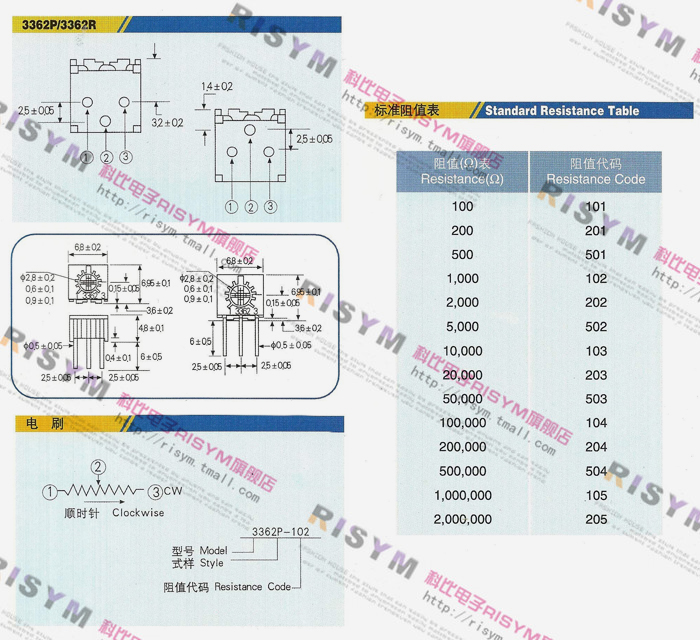 3362P/3362R
1,4±0,2
2,5±0,05
3,2±0,2
2,5±0,05
① ② ③
① ② ③
6,8±0,2
6,8±0,2
ϕ2,8±0,2
0,6±0,1
0,9±0,1
0,15±0,05
6,95±0,1
3,6±0,2
3362 3
4,8±0,1
ϕ0,5±0,05
0,4±0,1
6±0,5
2,5±0,05
2,5±0,05
ϕ2,8±0,2
0,6±0,1
0,9±0,1
6,95±0,1
0,15±0,05
3362 3
3,6±0,2
6±0,5
ϕ0,5±0,05
2,5±0,05
2,5±0,05
电 刷
②
① ③CW
顺时针 Clockwise
3362P-102
型号 Model
式样 Style
阻值代码 Resistance Code
标准阻值表 Standard Resistance Table
阻值(Ω)表 阻值代码
Resistance(Ω) Resistance Code
100 101
200 201
500 501
1,000 102
2,000 202
5,000 502
10,000 103
20,000 203
50,000 503
100,000 104
200,000 204
500,000 504
1,000,000 105
2,000,000 205
RISYM
科比电子RISYM旗舰店
http://risym.tmall.com